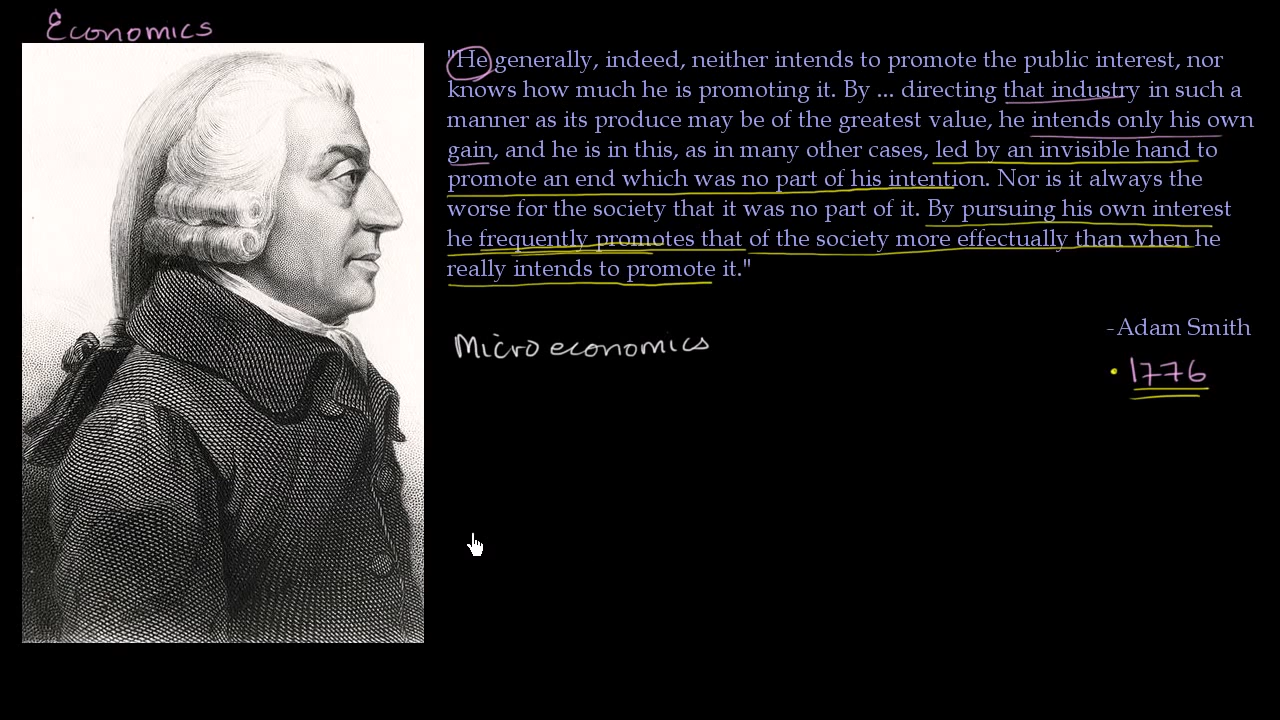 Economics
"He generally, indeed, neither intends to promote the public interest, nor
knows how much he is promoting it. By ... directing that industry in such a
manner as its produce may be of the greatest value, he intends only his own
gain, and he is in this, as in many other cases, led by an invisible hand to
promote an end which was no part of his intention. Nor is it always the
worse for the society that it was no part of it. By pursuing his own interest
he frequently promotes that of the society more effectually than when he
really intends to promote it."
-Adam Smith
Microeconomics
• 1776